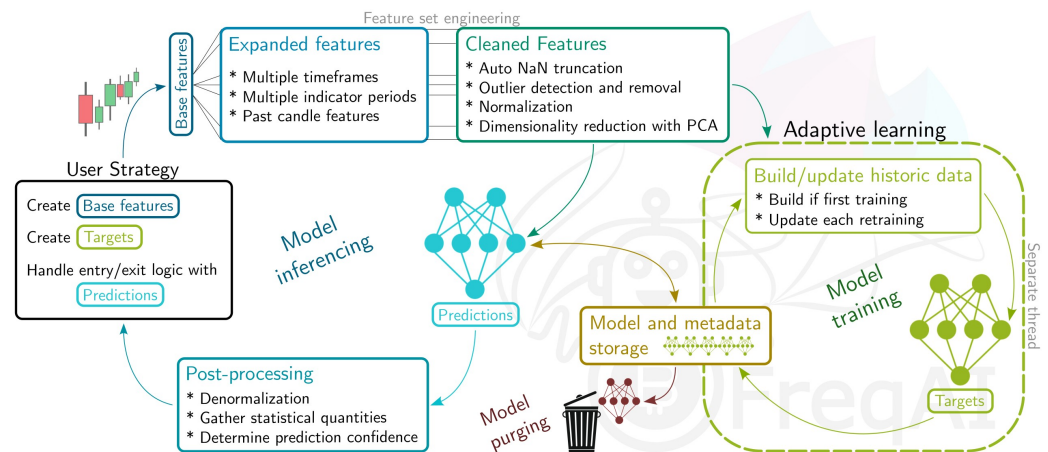 Feature set engineering
Base features
Expanded features
* Multiple timeframes
* Multiple indicator periods
* Past candle features
Cleaned Features
* Auto NaN truncation
* Outlier detection and removal
* Normalization
* Dimensionality reduction with PCA
Adaptive learning
Build/update historic data
* Build if first training
* Update each retraining
User Strategy
Create Base features
Create Targets
Handle entry/exit logic with
Predictions
Model
inferencing
Predictions
Model and metadata
storage
Model
training
Separate thread
Targets
Post-processing
* Denormalization
* Gather statistical quantities
* Determine prediction confidence
Model
purging
FreqAI